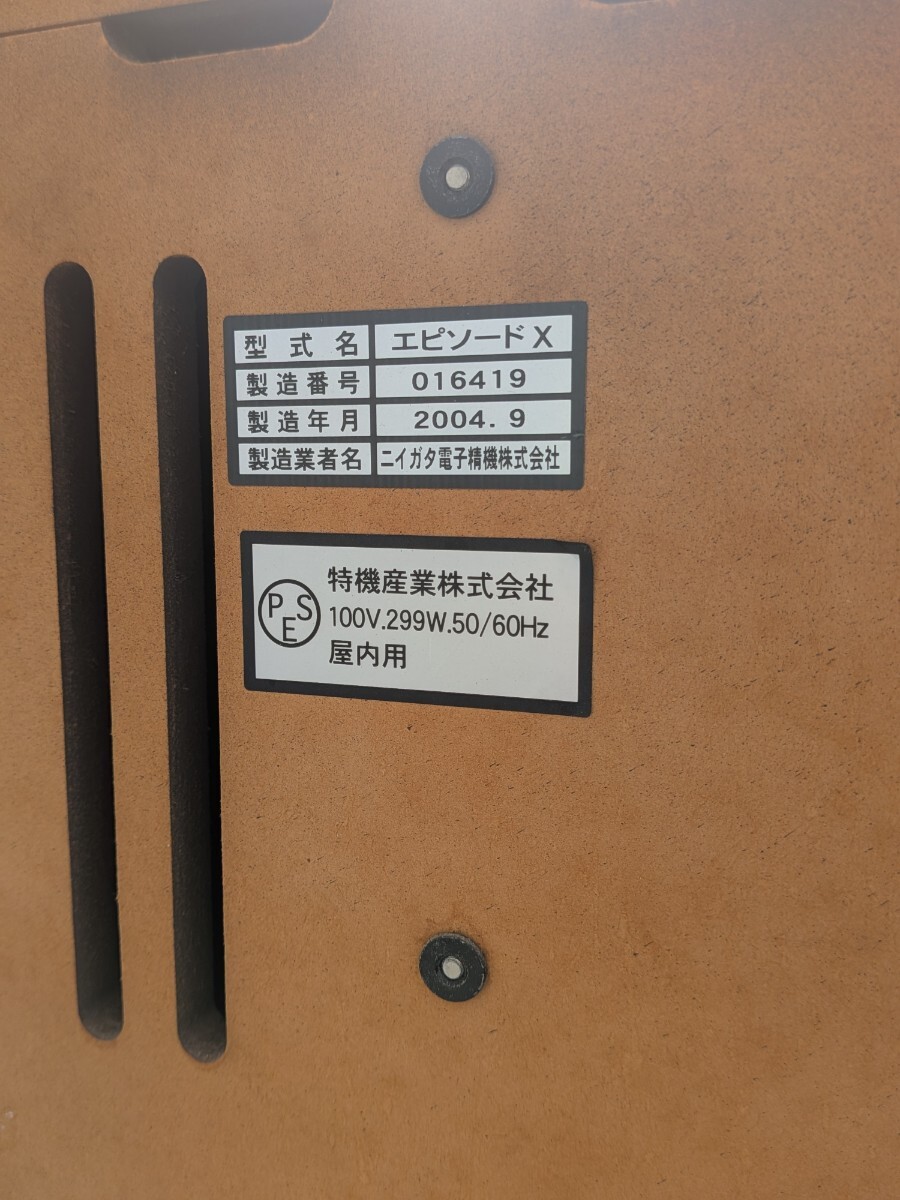 型式名 エピソードX
製造番号 016419
製造年月 2004.9
製造業者名 ニイガタ電子精機株式会社
PSE
特機産業株式会社
100V.299W.50/60Hz
屋内用